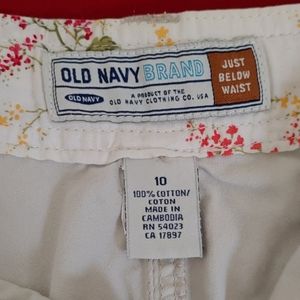 OLD NAVY BRAND
OLD NAVY
A PRODUCT OF THE
OLD NAVY CLOTHING CO. USA
JUST
BELOW
WAIST
10
100% COTTON/
COTON
MADE IN
CAMBODIA
RN 54023
CA 17897